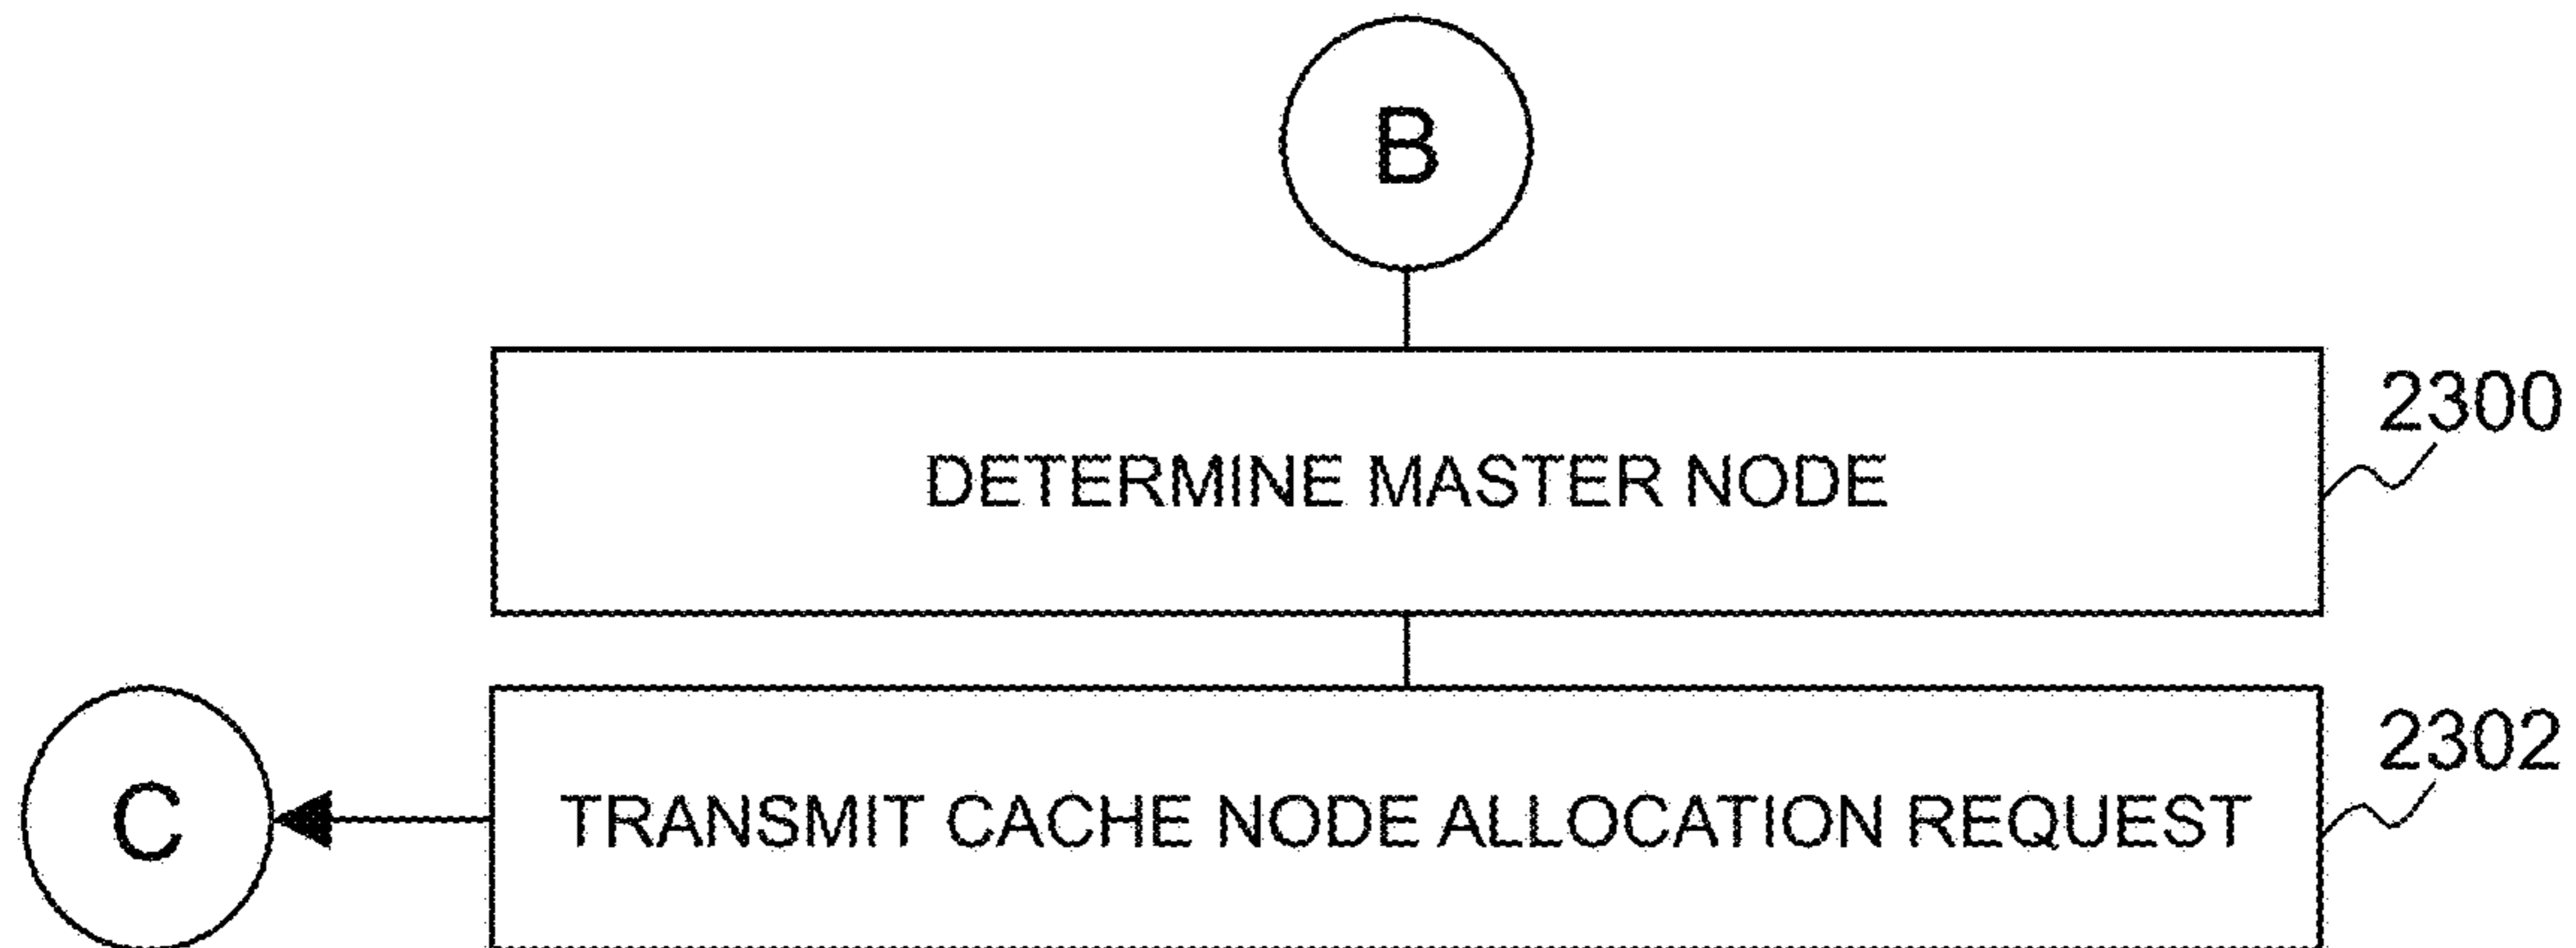 B
2300
DETERMINE MASTER NODE
2302
C
TRANSMIT CACHE NODE ALLOCATION REQUEST